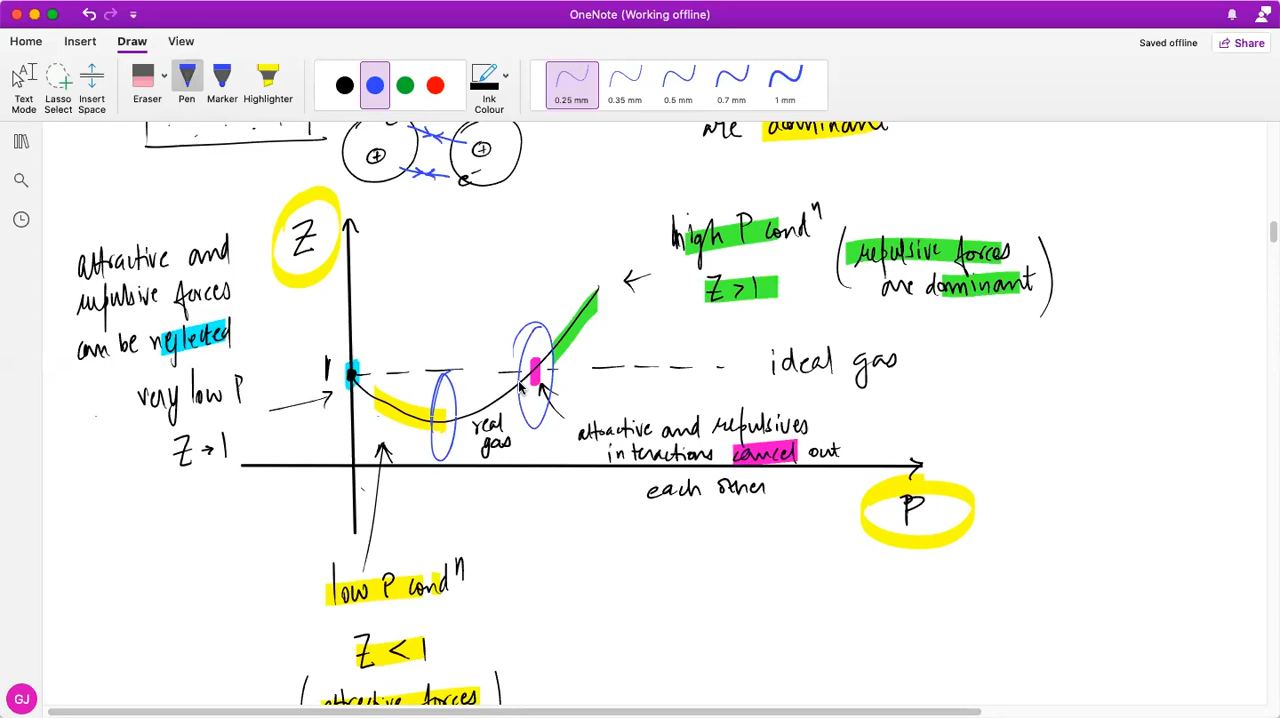 OneNote (Working offline)
Home Insert Draw View
Saved offline
Share
Text Mode
Lasso Select
Insert Space
Eraser
Pen
Marker
Highlighter
Ink Colour
0.25 mm
0.35 mm
0.5 mm
0.7 mm
1 mm
+ +
e-
are dominant
Z
attractive and
repulsive forces
can be neglected
very low P
Z → 1
1
high P condⁿ
Z > 1
(repulsive forces
are dominant)
ideal gas
real
gas
attractive and repulsives
interactions cancel out
each other
P
low P condⁿ
Z < 1
(attractive forces
GJ